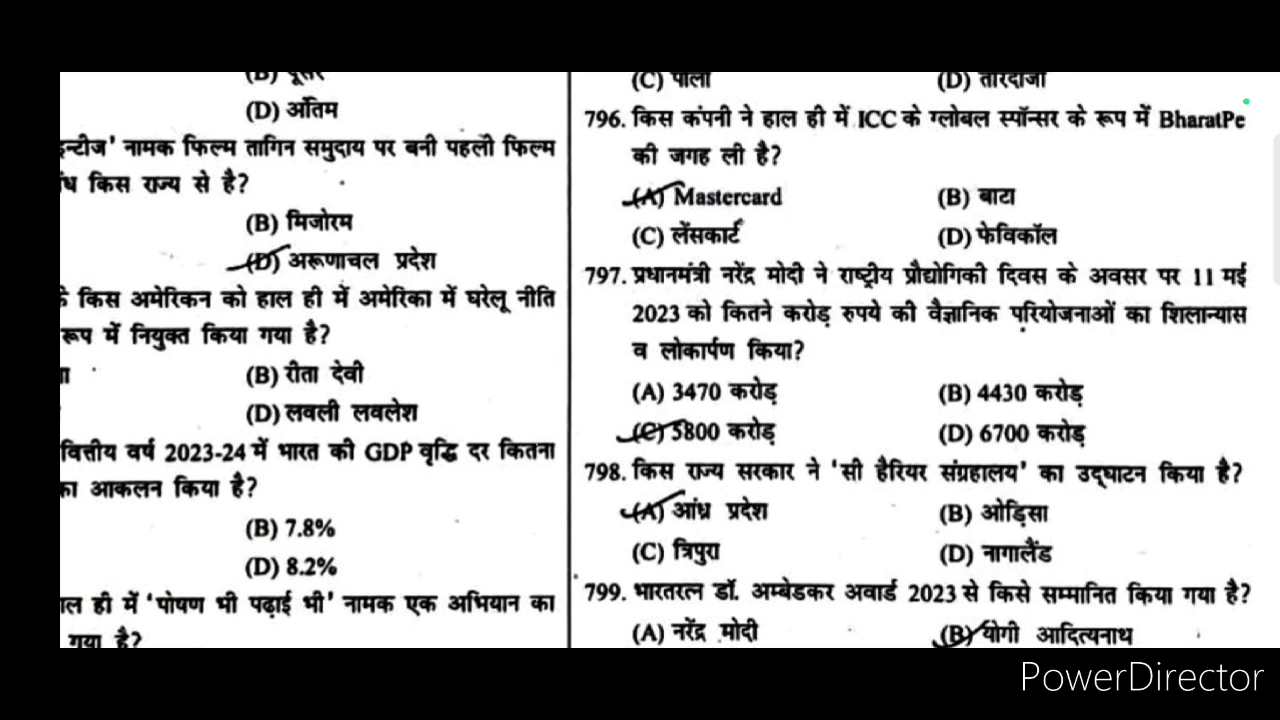 (D) अंतिम
नामक फिल्म तागिन समुदाय पर बनी पहली फिल्म
किस राज्य से है?
(B) मिजोरम
(D) अरूणाचल प्रदेश
किस अमेरिकन को हाल ही में अमेरिका में घरेलू नीति
रूप में नियुक्त किया गया है?
(B) रीता देवी
(D) लवली लवलेश
वित्तीय वर्ष 2023-24 में भारत की GDP वृद्धि दर कितना
का आकलन किया है?
(B) 7.8%
(D) 8.2%
ही में 'पोषण भी पढ़ाई भी' नामक एक अभियान का
गया है?
(C) पाली (D)
796. किस कंपनी ने हाल ही में ICC के ग्लोबल स्पॉन्सर के रूप में BharatPe
की जगह ली है?
(A) Mastercard (B) बाटा
(C) लेंसकार्ट (D) फेविकॉल
797. प्रधानमंत्री नरेंद्र मोदी ने राष्ट्रीय प्रौद्योगिकी दिवस के अवसर पर 11 मई
2023 को कितने करोड़ रुपये की वैज्ञानिक परियोजनाओं का शिलान्यास
व लोकार्पण किया?
(A) 3470 करोड़ (B) 4430 करोड़
(C) 5800 करोड़ (D) 6700 करोड़
798. किस राज्य सरकार ने 'सी हैरियर संग्रहालय' का उद्घाटन किया है?
(A) आंध्र प्रदेश (B) ओड़िसा
(C) त्रिपुरा (D) नागालैंड
799. भारतरत्न डॉ. अम्बेडकर अवार्ड 2023 से किसे सम्मानित किया गया है?
(A) नरेंद्र मोदी (B) योगी आदित्यनाथ
PowerDirector